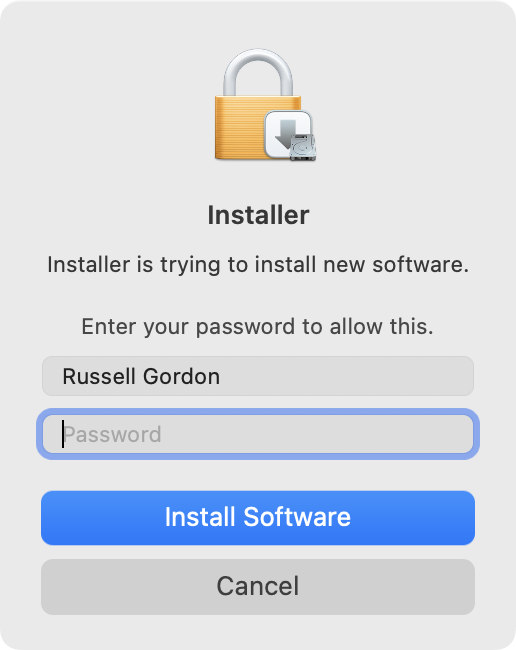 Installer
Installer is trying to install new software.
Enter your password to allow this.
Russell Gordon
Password
Install Software
Cancel